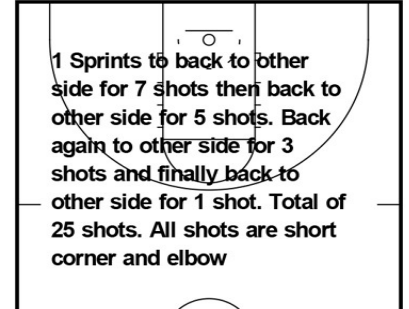 1 Sprints to back to other
side for 7 shots then back to
other side for 5 shots. Back
again to other side for 3
shots and finally back to
other side for 1 shot. Total of
25 shots. All shots are short
corner and elbow